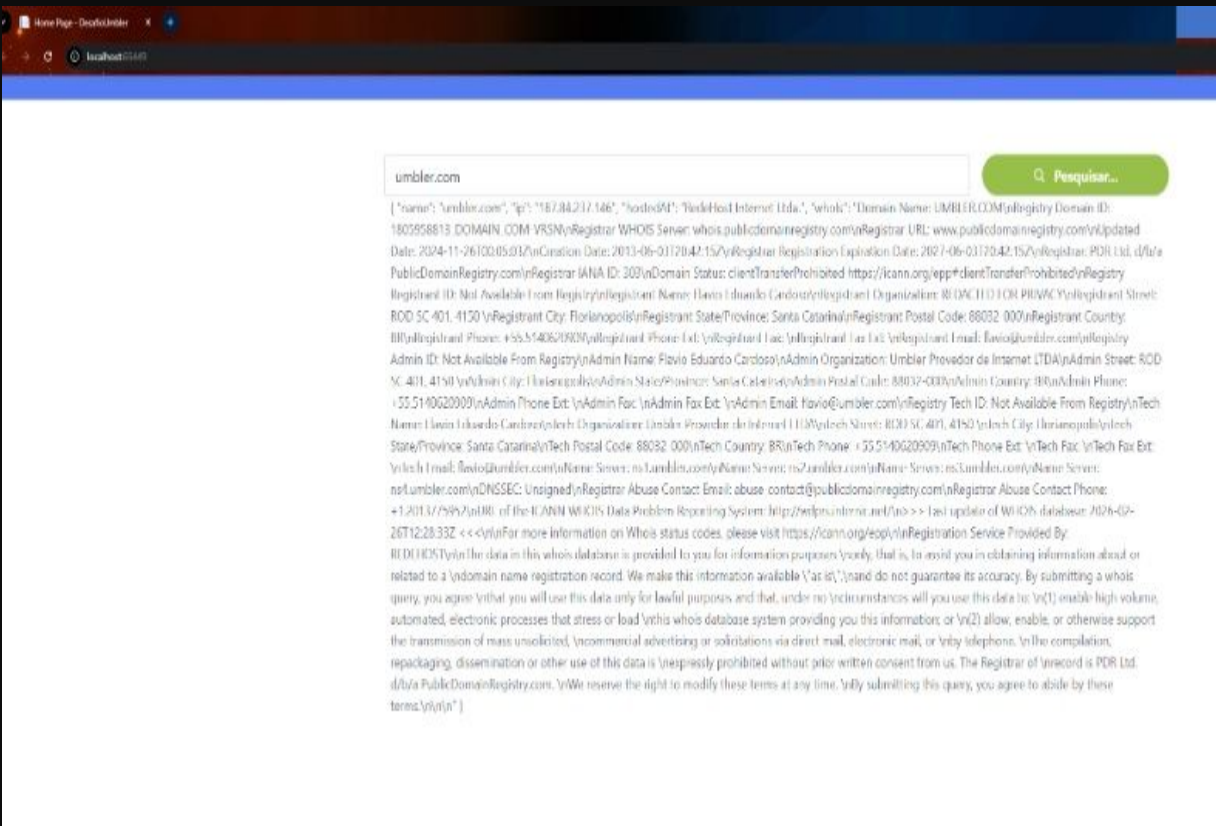 Home Page - DesafioUmbler
localhost
umbler.com
Pesquisar...
{ "name": "umbler.com", "ip": "187.84.237.146", "hostedAt": "RedeHost Internet Ltda.", "whois": "Domain Name: UMBLER.COM\nRegistry Domain ID:
1805958813_DOMAIN_COM-VRSN\nRegistrar WHOIS Server: whois.publicdomainregistry.com\nRegistrar URL: www.publicdomainregistry.com\nUpdated
Date: 2024-11-26T00:05:03Z\nCreation Date: 2013-06-03T20:42:15Z\nRegistrar Registration Expiration Date: 2027-06-03T20:42:15Z\nRegistrar: PDR Ltd. d/b/a
PublicDomainRegistry.com\nRegistrar IANA ID: 303\nDomain Status: clientTransferProhibited https://icann.org/epp#clientTransferProhibited\nRegistry
Registrant ID: Not Available From Registry\nRegistrant Name: Flavio Eduardo Cardoso\nRegistrant Organization: REDACTED FOR PRIVACY\nRegistrant Street:
ROD SC 401, 4150 \nRegistrant City: Florianopolis\nRegistrant State/Province: Santa Catarina\nRegistrant Postal Code: 88032-000\nRegistrant Country:
BR\nRegistrant Phone: +55.5140620909\nRegistrant Phone Ext: \nRegistrant Fax: \nRegistrant Fax Ext: \nRegistrant Email: flavio@umbler.com\nRegistry
Admin ID: Not Available From Registry\nAdmin Name: Flavio Eduardo Cardoso\nAdmin Organization: Umbler Provedor de Internet LTDA\nAdmin Street: ROD
SC 401, 4150 \nAdmin City: Florianopolis\nAdmin State/Province: Santa Catarina\nAdmin Postal Code: 88032-000\nAdmin Country: BR\nAdmin Phone:
+55.5140620909\nAdmin Phone Ext: \nAdmin Fax: \nAdmin Fax Ext: \nAdmin Email: flavio@umbler.com\nRegistry Tech ID: Not Available From Registry\nTech
Name: Flavio Eduardo Cardoso\nTech Organization: Umbler Provedor de Internet LTDA\nTech Street: ROD SC 401, 4150 \nTech City: Florianopolis\nTech
State/Province: Santa Catarina\nTech Postal Code: 88032-000\nTech Country: BR\nTech Phone: +55.5140620909\nTech Phone Ext: \nTech Fax: \nTech Fax Ext:
\nTech Email: flavio@umbler.com\nName Server: ns1.umbler.com\nName Server: ns2.umbler.com\nName Server: ns3.umbler.com\nName Server:
ns4.umbler.com\nDNSSEC: Unsigned\nRegistrar Abuse Contact Email: abuse-contact@publicdomainregistry.com\nRegistrar Abuse Contact Phone:
+1.2013775952\nURL of the ICANN WHOIS Data Problem Reporting System: http://wdprs.internic.net/\n>>> Last update of WHOIS database: 2026-02-
26T12:28:33Z <<<\n\nFor more information on Whois status codes, please visit https://icann.org/epp\n\nRegistration Service Provided By:
REDEHOST\n\nThe data in this whois database is provided to you for information purposes \nonly, that is, to assist you in obtaining information about or
related to a \ndomain name registration record. We make this information available \"as is\",\nand do not guarantee its accuracy. By submitting a whois
query, you agree \nthat you will use this data only for lawful purposes and that, under no \ncircumstances will you use this data to: \n(1) enable high volume,
automated, electronic processes that stress or load \nthis whois database system providing you this information; or \n(2) allow, enable, or otherwise support
the transmission of mass unsolicited, \ncommercial advertising or solicitations via direct mail, electronic mail, or \nby telephone. \nThe compilation,
repackaging, dissemination or other use of this data is \nexpressly prohibited without prior written consent from us. The Registrar of \nrecord is PDR Ltd.
d/b/a PublicDomainRegistry.com. \nWe reserve the right to modify these terms at any time. \nBy submitting this query, you agree to abide by these
terms.\n\n\n" }